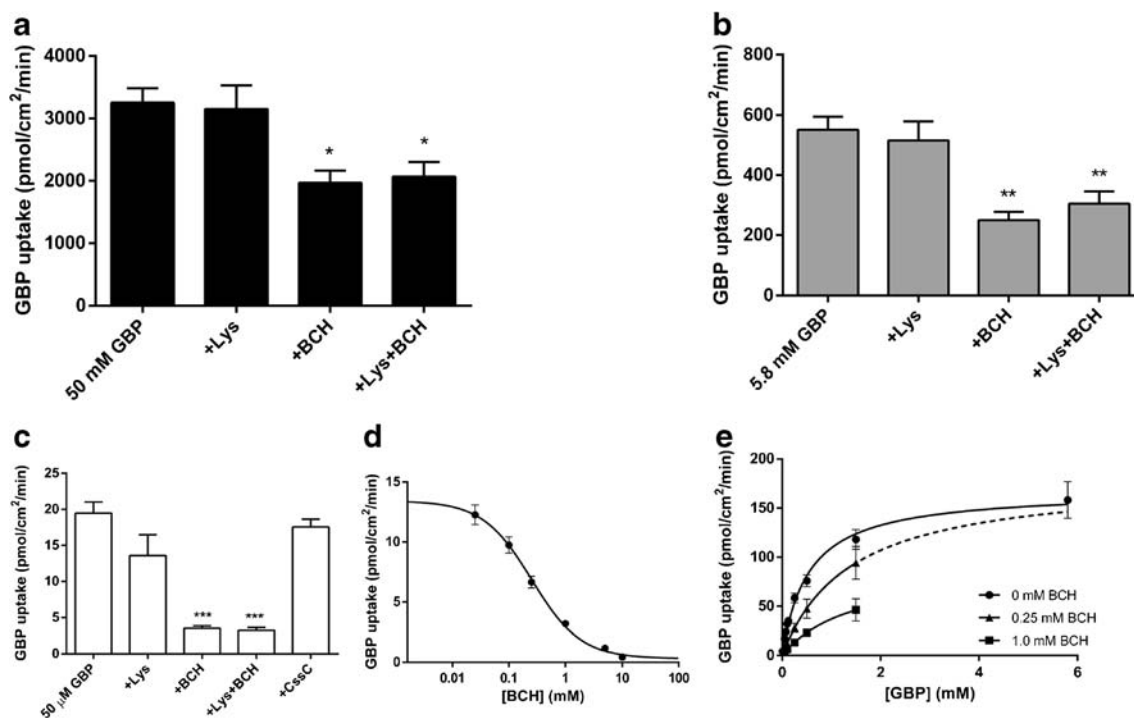 a
GBP uptake (pmol/cm²/min)
4000
3000
2000
1000
0
*
*
50 mM GBP
+Lys
+BCH
+Lys+BCH
b
GBP uptake (pmol/cm²/min)
800
600
400
200
0
**
**
5.8 mM GBP
+Lys
+BCH
+Lys+BCH
c
GBP uptake (pmol/cm²/min)
25
20
15
10
5
0
***
***
50 μM GBP
+Lys
+BCH
+Lys+BCH
+CssC
d
GBP uptake (pmol/cm²/min)
15
10
5
0
0.01
0.1
1
10
100
[BCH] (mM)
e
GBP uptake (pmol/cm²/min)
200
150
100
50
0
0
2
4
6
[GBP] (mM)
0 mM BCH
0.25 mM BCH
1.0 mM BCH